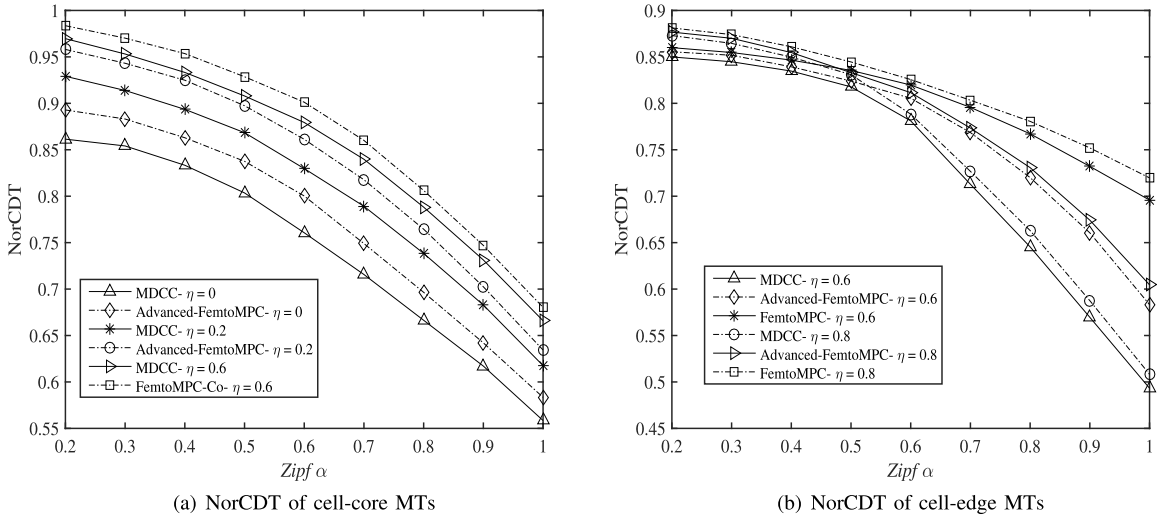 1
0.95
0.9
0.85
0.8
0.75
0.7
0.65
0.6
0.55
NorCDT
MDCC- η = 0
Advanced-FemtoMPC- η = 0
MDCC- η = 0.2
Advanced-FemtoMPC- η = 0.2
MDCC- η = 0.6
FemtoMPC-Co- η = 0.6
0.2 0.3 0.4 0.5 0.6 0.7 0.8 0.9 1
Zipf α
(a) NorCDT of cell-core MTs
0.9
0.85
0.8
0.75
0.7
0.65
0.6
0.55
0.5
0.45
NorCDT
MDCC- η = 0.6
Advanced-FemtoMPC- η = 0.6
FemtoMPC- η = 0.6
MDCC- η = 0.8
Advanced-FemtoMPC- η = 0.8
FemtoMPC- η = 0.8
0.2 0.3 0.4 0.5 0.6 0.7 0.8 0.9 1
Zipf α
(b) NorCDT of cell-edge MTs